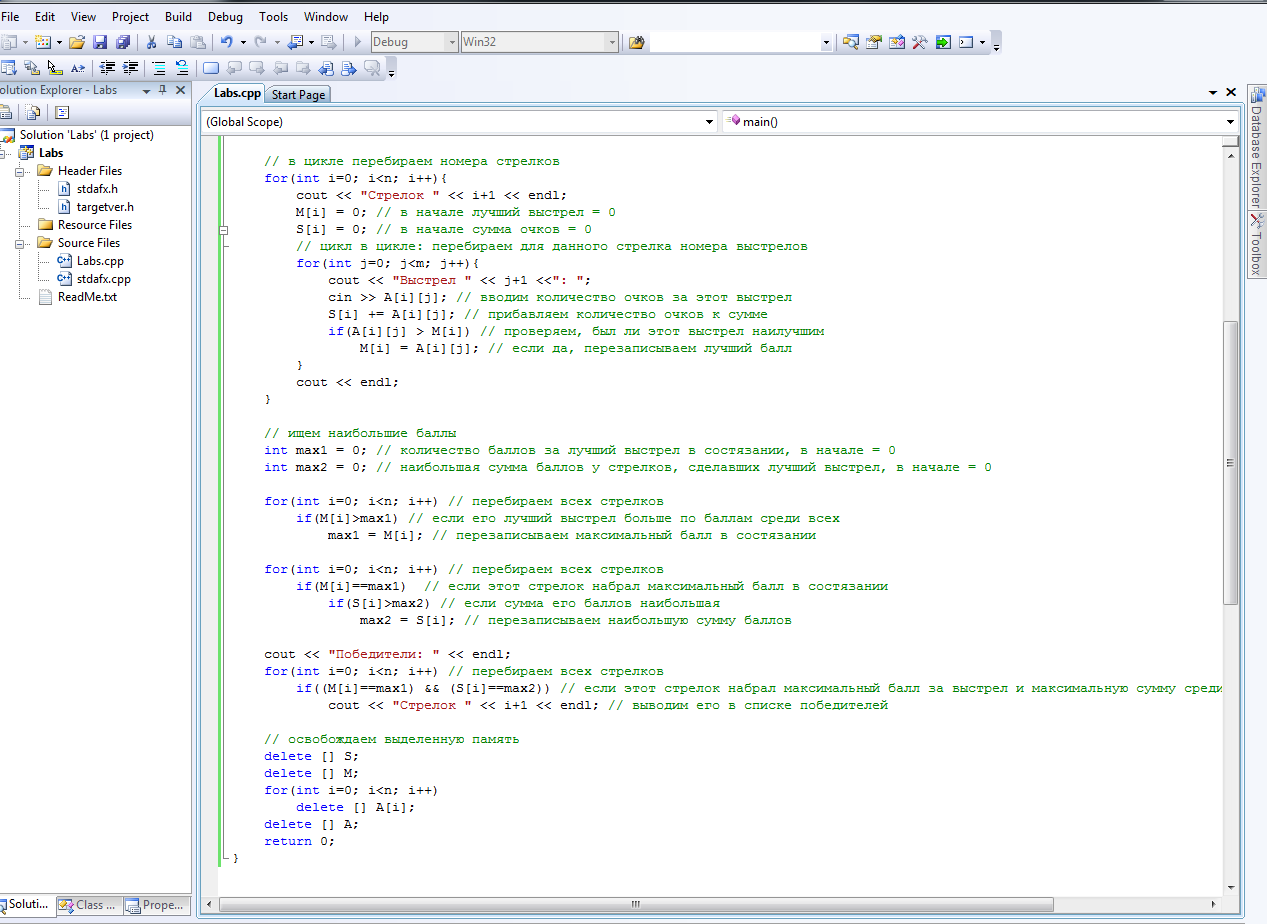 File Edit View Project Build Debug Tools Window Help
Debug Win32
Solution Explorer - Labs
Labs.cpp Start Page
(Global Scope) main()
Solution 'Labs' (1 project)
Labs
Header Files
stdafx.h
targetver.h
Resource Files
Source Files
Labs.cpp
stdafx.cpp
ReadMe.txt
// в цикле перебираем номера стрелков
for(int i=0; i<n; i++){
cout << "Стрелок " << i+1 << endl;
M[i] = 0; // в начале лучший выстрел = 0
S[i] = 0; // в начале сумма очков = 0
// цикл в цикле: перебираем для данного стрелка номера выстрелов
for(int j=0; j<m; j++){
cout << "Выстрел " << j+1 <<": ";
cin >> A[i][j]; // вводим количество очков за этот выстрел
S[i] += A[i][j]; // прибавляем количество очков к сумме
if(A[i][j] > M[i]) // проверяем, был ли этот выстрел наилучшим
M[i] = A[i][j]; // если да, перезаписываем лучший балл
}
cout << endl;
}
// ищем наибольшие баллы
int max1 = 0; // количество баллов за лучший выстрел в состязании, в начале = 0
int max2 = 0; // наибольшая сумма баллов у стрелков, сделавших лучший выстрел, в начале = 0
for(int i=0; i<n; i++) // перебираем всех стрелков
if(M[i]>max1) // если его лучший выстрел больше по баллам среди всех
max1 = M[i]; // перезаписываем максимальный балл в состязании
for(int i=0; i<n; i++) // перебираем всех стрелков
if(M[i]==max1)  // если этот стрелок набрал максимальный балл в состязании
if(S[i]>max2) // если сумма его баллов наибольшая
max2 = S[i]; // перезаписываем наибольшую сумму баллов
cout << "Победители: " << endl;
for(int i=0; i<n; i++) // перебираем всех стрелков
if((M[i]==max1) && (S[i]==max2)) // если этот стрелок набрал максимальный балл за выстрел и максимальную сумму среди
cout << "Стрелок " << i+1 << endl; // выводим его в списке победителей
// освобождаем выделенную память
delete [] S;
delete [] M;
for(int i=0; i<n; i++)
delete [] A[i];
delete [] A;
return 0;
}
Database Explorer
Toolbox
Soluti... Class ... Prope...